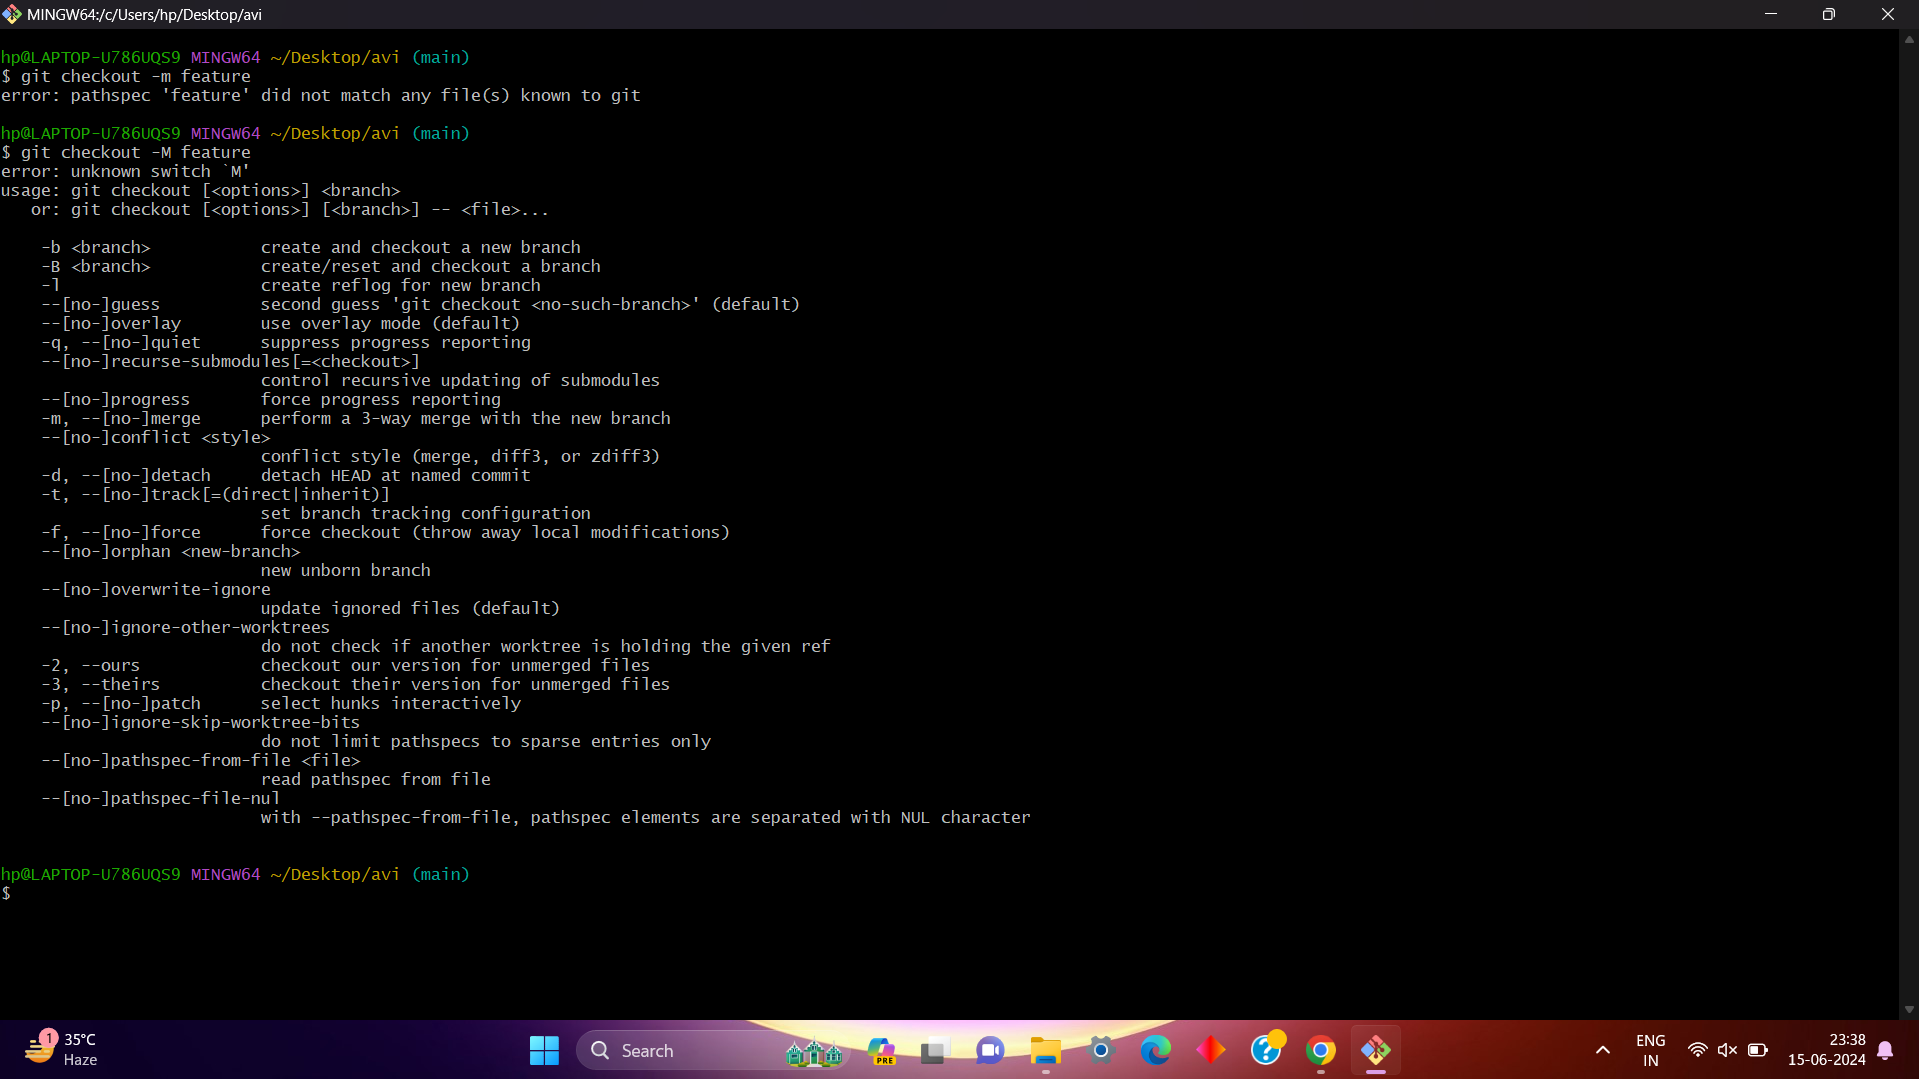 MINGW64:/c/Users/hp/Desktop/avi
hp@LAPTOP-U786UQS9 MINGW64 ~/Desktop/avi (main)
$ git checkout -m feature
error: pathspec 'feature' did not match any file(s) known to git
hp@LAPTOP-U786UQS9 MINGW64 ~/Desktop/avi (main)
$ git checkout -M feature
error: unknown switch `M'
usage: git checkout [<options>] <branch>
   or: git checkout [<options>] [<branch>] -- <file>...
    -b <branch>           create and checkout a new branch
    -B <branch>           create/reset and checkout a branch
    -l                    create reflog for new branch
    --[no-]guess          second guess 'git checkout <no-such-branch>' (default)
    --[no-]overlay        use overlay mode (default)
    -q, --[no-]quiet      suppress progress reporting
    --[no-]recurse-submodules[=<checkout>]
                          control recursive updating of submodules
    --[no-]progress       force progress reporting
    -m, --[no-]merge      perform a 3-way merge with the new branch
    --[no-]conflict <style>
                          conflict style (merge, diff3, or zdiff3)
    -d, --[no-]detach     detach HEAD at named commit
    -t, --[no-]track[=(direct|inherit)]
                          set branch tracking configuration
    -f, --[no-]force      force checkout (throw away local modifications)
    --[no-]orphan <new-branch>
                          new unborn branch
    --[no-]overwrite-ignore
                          update ignored files (default)
    --[no-]ignore-other-worktrees
                          do not check if another worktree is holding the given ref
    -2, --ours            checkout our version for unmerged files
    -3, --theirs          checkout their version for unmerged files
    -p, --[no-]patch      select hunks interactively
    --[no-]ignore-skip-worktree-bits
                          do not limit pathspecs to sparse entries only
    --[no-]pathspec-from-file <file>
                          read pathspec from file
    --[no-]pathspec-file-nul
                          with --pathspec-from-file, pathspec elements are separated with NUL character
hp@LAPTOP-U786UQS9 MINGW64 ~/Desktop/avi (main)
$
1
35°C
Haze
Search
PRE
ENG
IN
23:38
15-06-2024